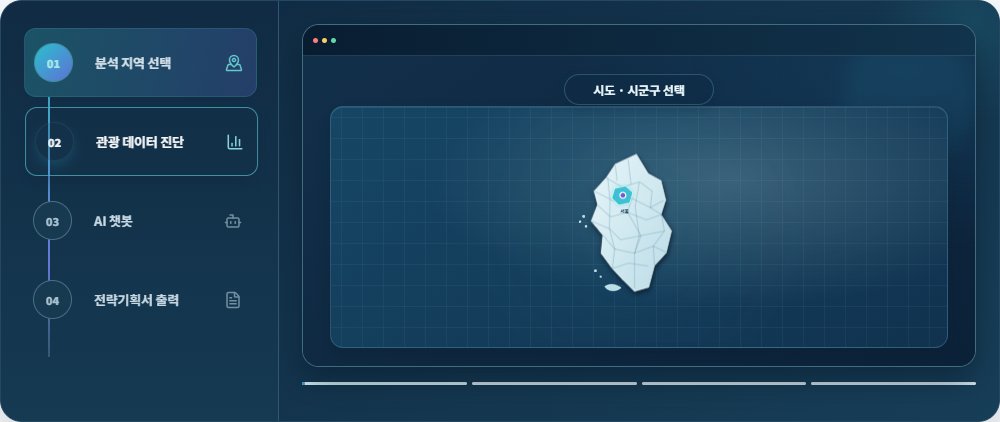 01
분석 지역 선택
02
관광 데이터 진단
03
AI 챗봇
04
전략기획서 출력
시도 · 시군구 선택
서울